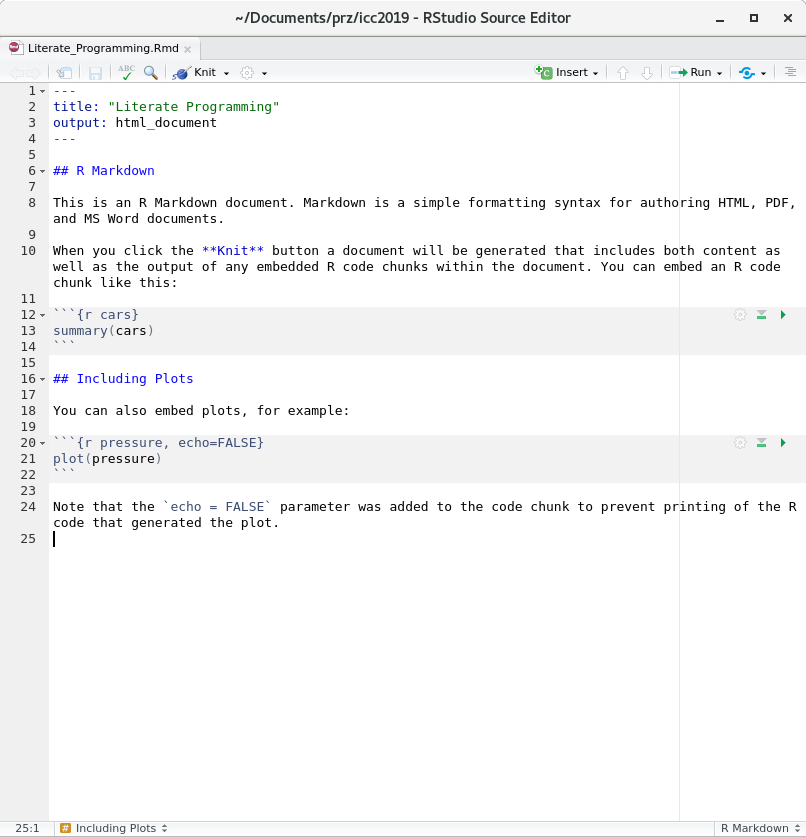 ~/Documents/prz/icc2019 - RStudio Source Editor
Literate_Programming.Rmd
ABC Knit Insert Run
1 ---
2 title: "Literate Programming"
3 output: html_document
4 ---
5
6 ## R Markdown
7
8 This is an R Markdown document. Markdown is a simple formatting syntax for authoring HTML, PDF,
and MS Word documents.
9
10 When you click the **Knit** button a document will be generated that includes both content as
well as the output of any embedded R code chunks within the document. You can embed an R code
chunk like this:
11
12 ```{r cars}
13 summary(cars)
14 ```
15
16 ## Including Plots
17
18 You can also embed plots, for example:
19
20 ```{r pressure, echo=FALSE}
21 plot(pressure)
22 ```
23
24 Note that the `echo = FALSE` parameter was added to the code chunk to prevent printing of the R
code that generated the plot.
25
25:1 # Including Plots R Markdown